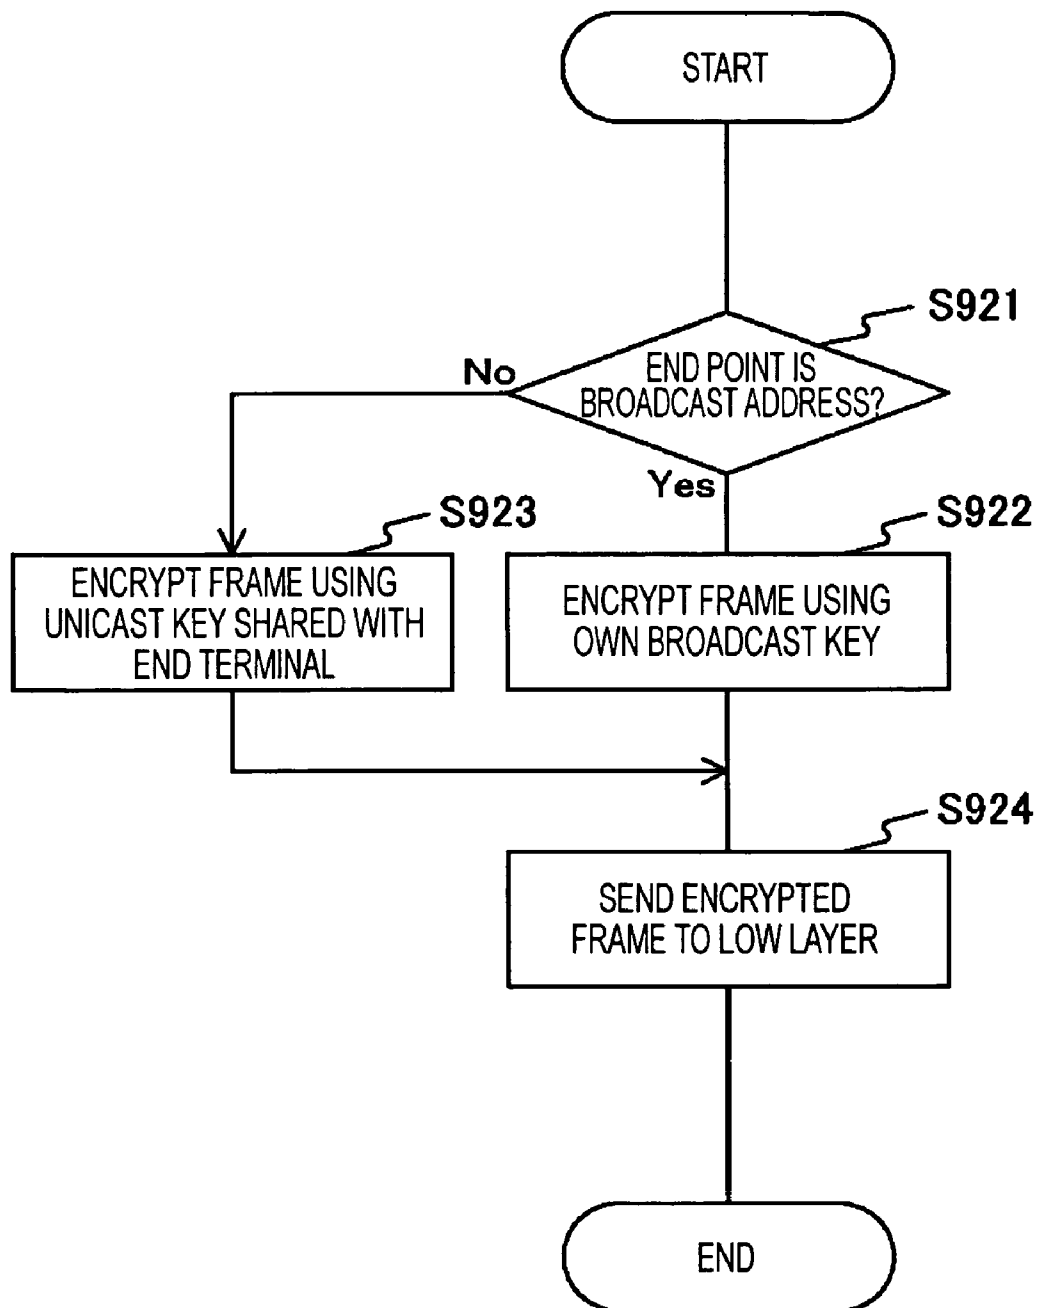 START
S921
END POINT IS
BROADCAST ADDRESS?
No
Yes
S923
ENCRYPT FRAME USING
UNICAST KEY SHARED WITH
END TERMINAL
S922
ENCRYPT FRAME USING
OWN BROADCAST KEY
S924
SEND ENCRYPTED
FRAME TO LOW LAYER
END